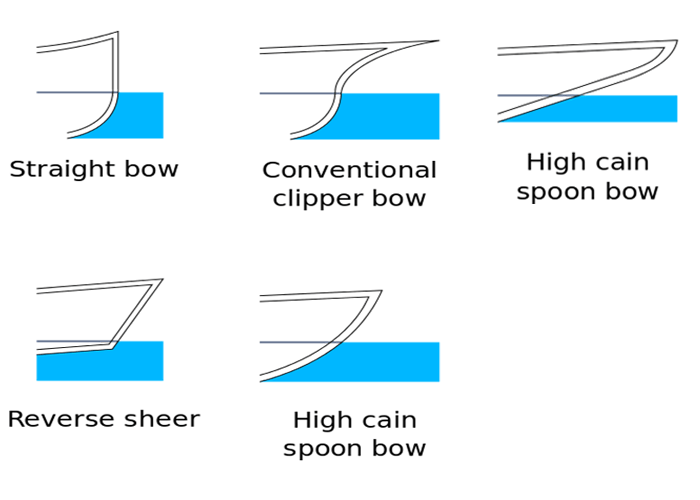 Straight bow
Conventional
clipper bow
High cain
spoon bow
Reverse sheer
High cain
spoon bow